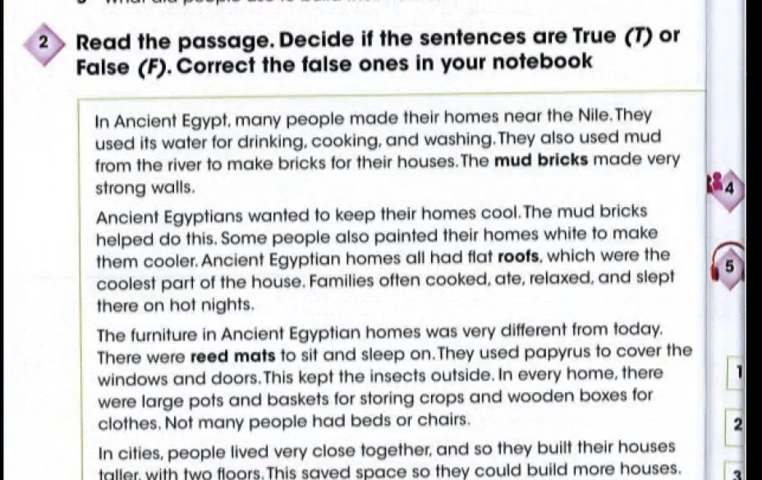 2
Read the passage. Decide if the sentences are True (T) or
False (F). Correct the false ones in your notebook
In Ancient Egypt, many people made their homes near the Nile. They
used its water for drinking, cooking, and washing. They also used mud
from the river to make bricks for their houses. The mud bricks made very
strong walls.
Ancient Egyptians wanted to keep their homes cool. The mud bricks
helped do this. Some people also painted their homes white to make
them cooler. Ancient Egyptian homes all had flat roofs, which were the
coolest part of the house. Families often cooked, ate, relaxed, and slept
there on hot nights.
The furniture in Ancient Egyptian homes was very different from today.
There were reed mats to sit and sleep on. They used papyrus to cover the
windows and doors. This kept the insects outside. In every home, there
were large pots and baskets for storing crops and wooden boxes for
clothes. Not many people had beds or chairs.
In cities, people lived very close together, and so they built their houses
taller, with two floors. This saved space so they could build more houses.
4
5
1
2
3